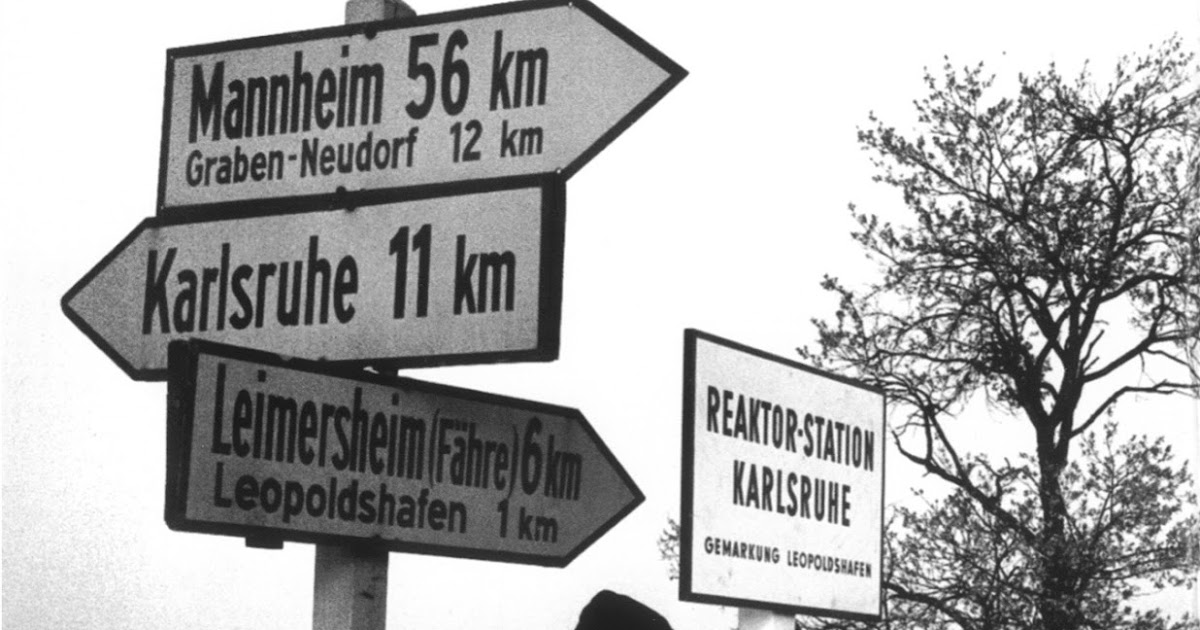 Mannheim 56 km
Graben-Neudorf 12 km
Karlsruhe 11 km
Leimersheim (Fähre) 6 km
Leopoldshafen 1 km
REAKTOR-STATION
KARLSRUHE
GEMARKUNG LEOPOLDSHAFEN